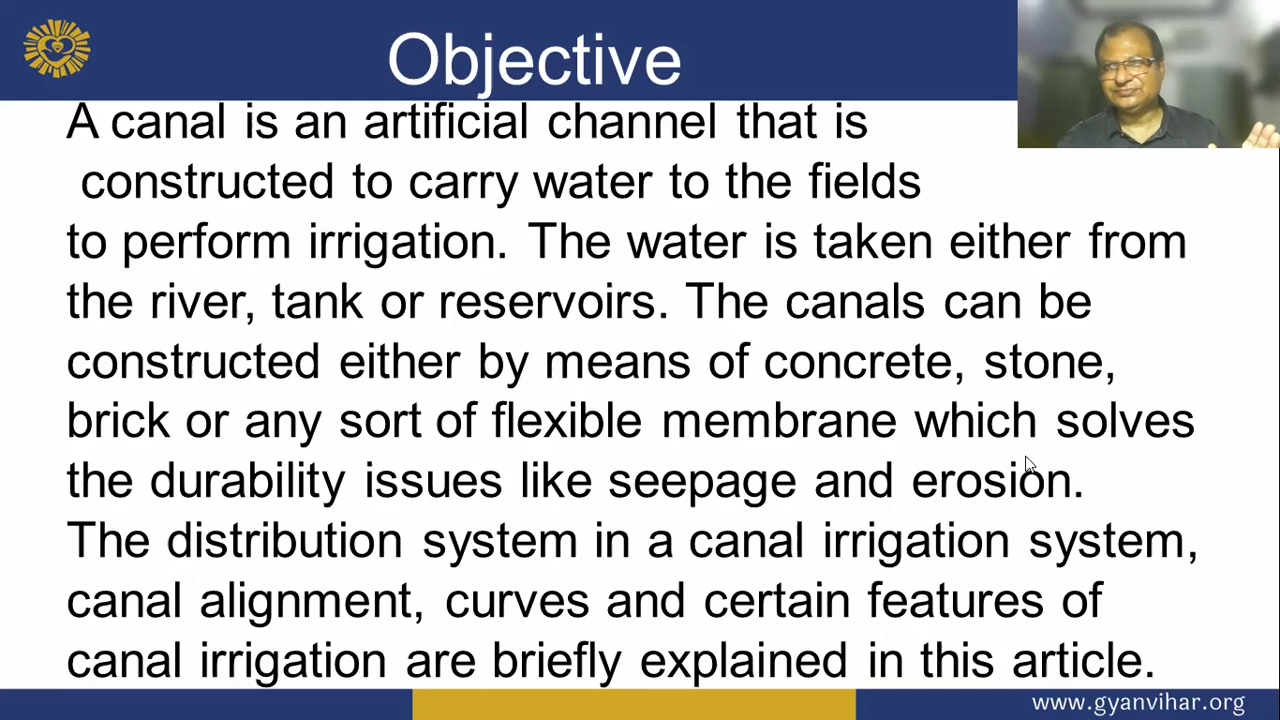 Objective
A canal is an artificial channel that is
constructed to carry water to the fields
to perform irrigation. The water is taken either from
the river, tank or reservoirs. The canals can be
constructed either by means of concrete, stone,
brick or any sort of flexible membrane which solves
the durability issues like seepage and erosion.
The distribution system in a canal irrigation system,
canal alignment, curves and certain features of
canal irrigation are briefly explained in this article.
www.gyanvihar.org